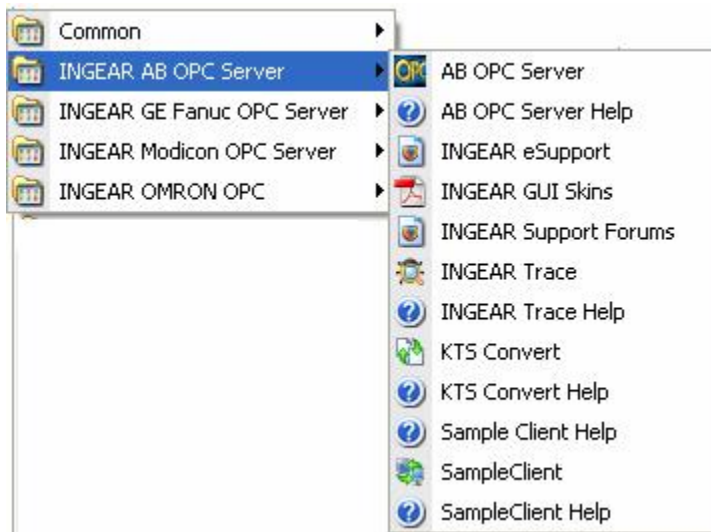 Common
INGEAR AB OPC Server
INGEAR GE Fanuc OPC Server
INGEAR Modicon OPC Server
INGEAR OMRON OPC
OPC AB OPC Server
AB OPC Server Help
INGEAR eSupport
INGEAR GUI Skins
INGEAR Support Forums
INGEAR Trace
INGEAR Trace Help
KTS Convert
KTS Convert Help
Sample Client Help
SampleClient
SampleClient Help